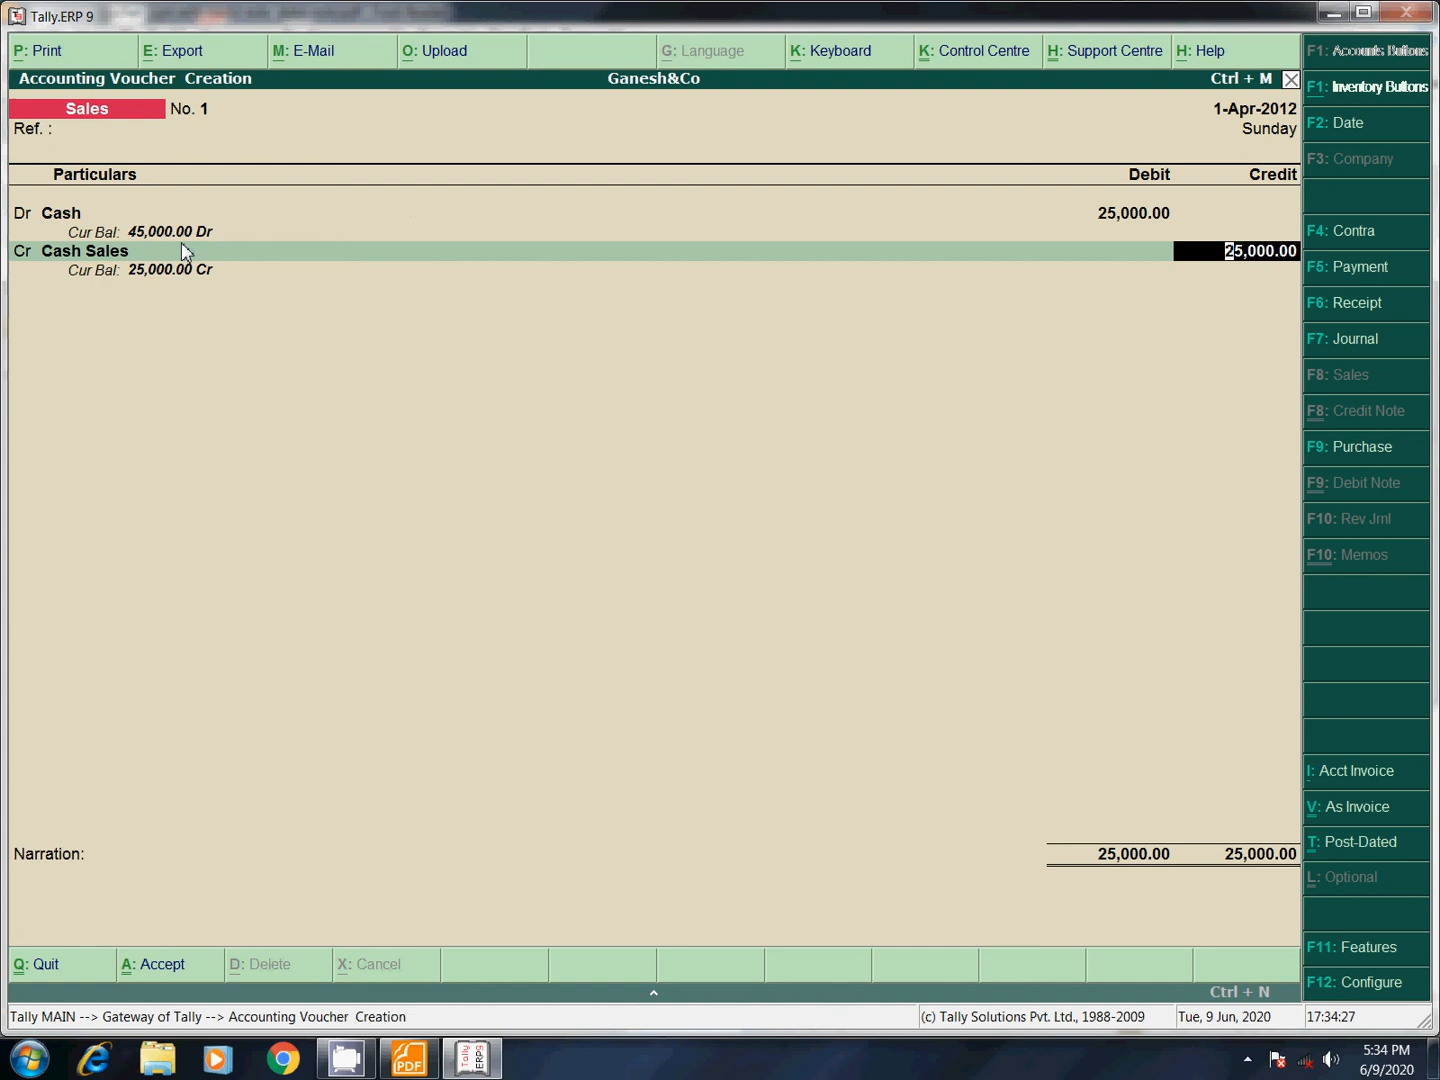 Tally.ERP 9
P: Print E: Export M: E-Mail O: Upload G: Language K: Keyboard K: Control Centre H: Support Centre H: Help
Accounting Voucher Creation Ganesh&Co Ctrl + M
Sales No. 1 1-Apr-2012
Ref. : Sunday
Particulars Debit Credit
Dr Cash 25,000.00
Cur Bal: 45,000.00 Dr
Cr Cash Sales 25,000.00
Cur Bal: 25,000.00 Cr
Narration: 25,000.00 25,000.00
F1: Accounts Buttons
F1: Inventory Buttons
F2: Date
F3: Company
F4: Contra
F5: Payment
F6: Receipt
F7: Journal
F8: Sales
F8: Credit Note
F9: Purchase
F9: Debit Note
F10: Rev Jrnl
F10: Memos
I: Acct Invoice
V: As Invoice
T: Post-Dated
L: Optional
F11: Features
F12: Configure
Q: Quit A: Accept D: Delete X: Cancel
Ctrl + N
Tally MAIN --> Gateway of Tally --> Accounting Voucher Creation (c) Tally Solutions Pvt. Ltd., 1988-2009 Tue, 9 Jun, 2020 17:34:27
PDF
Tally
ERP9
5:34 PM
6/9/2020